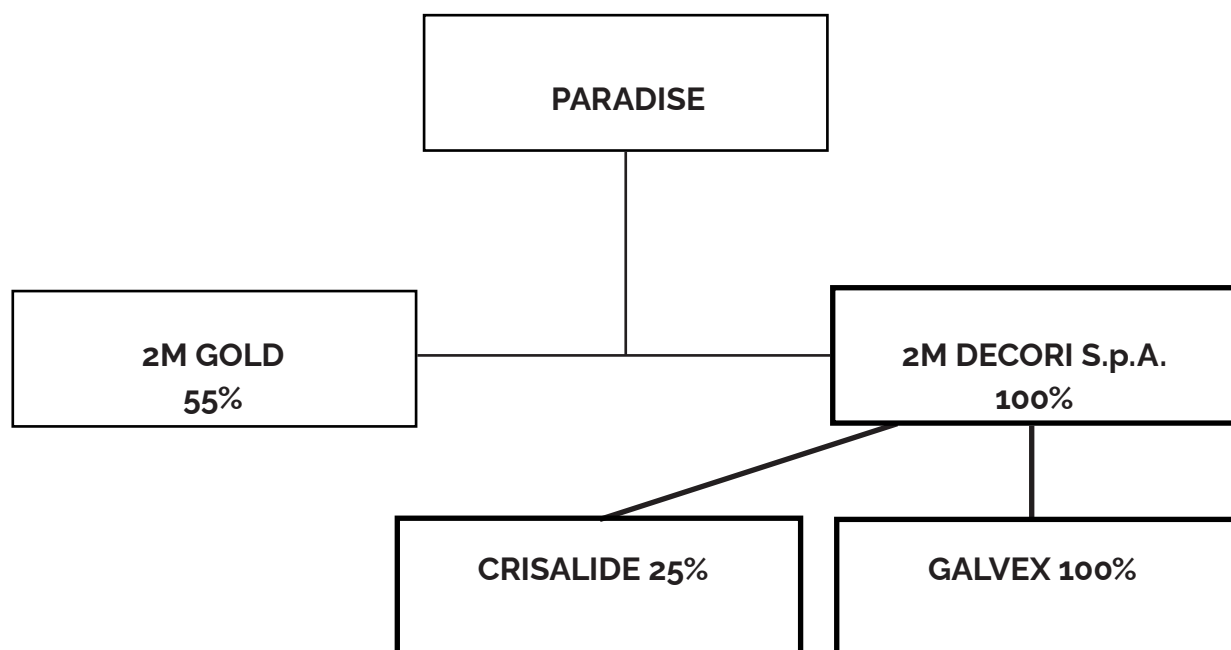 PARADISE
2M GOLD
55%
2M DECORI S.p.A.
100%
CRISALIDE 25%
GALVEX 100%